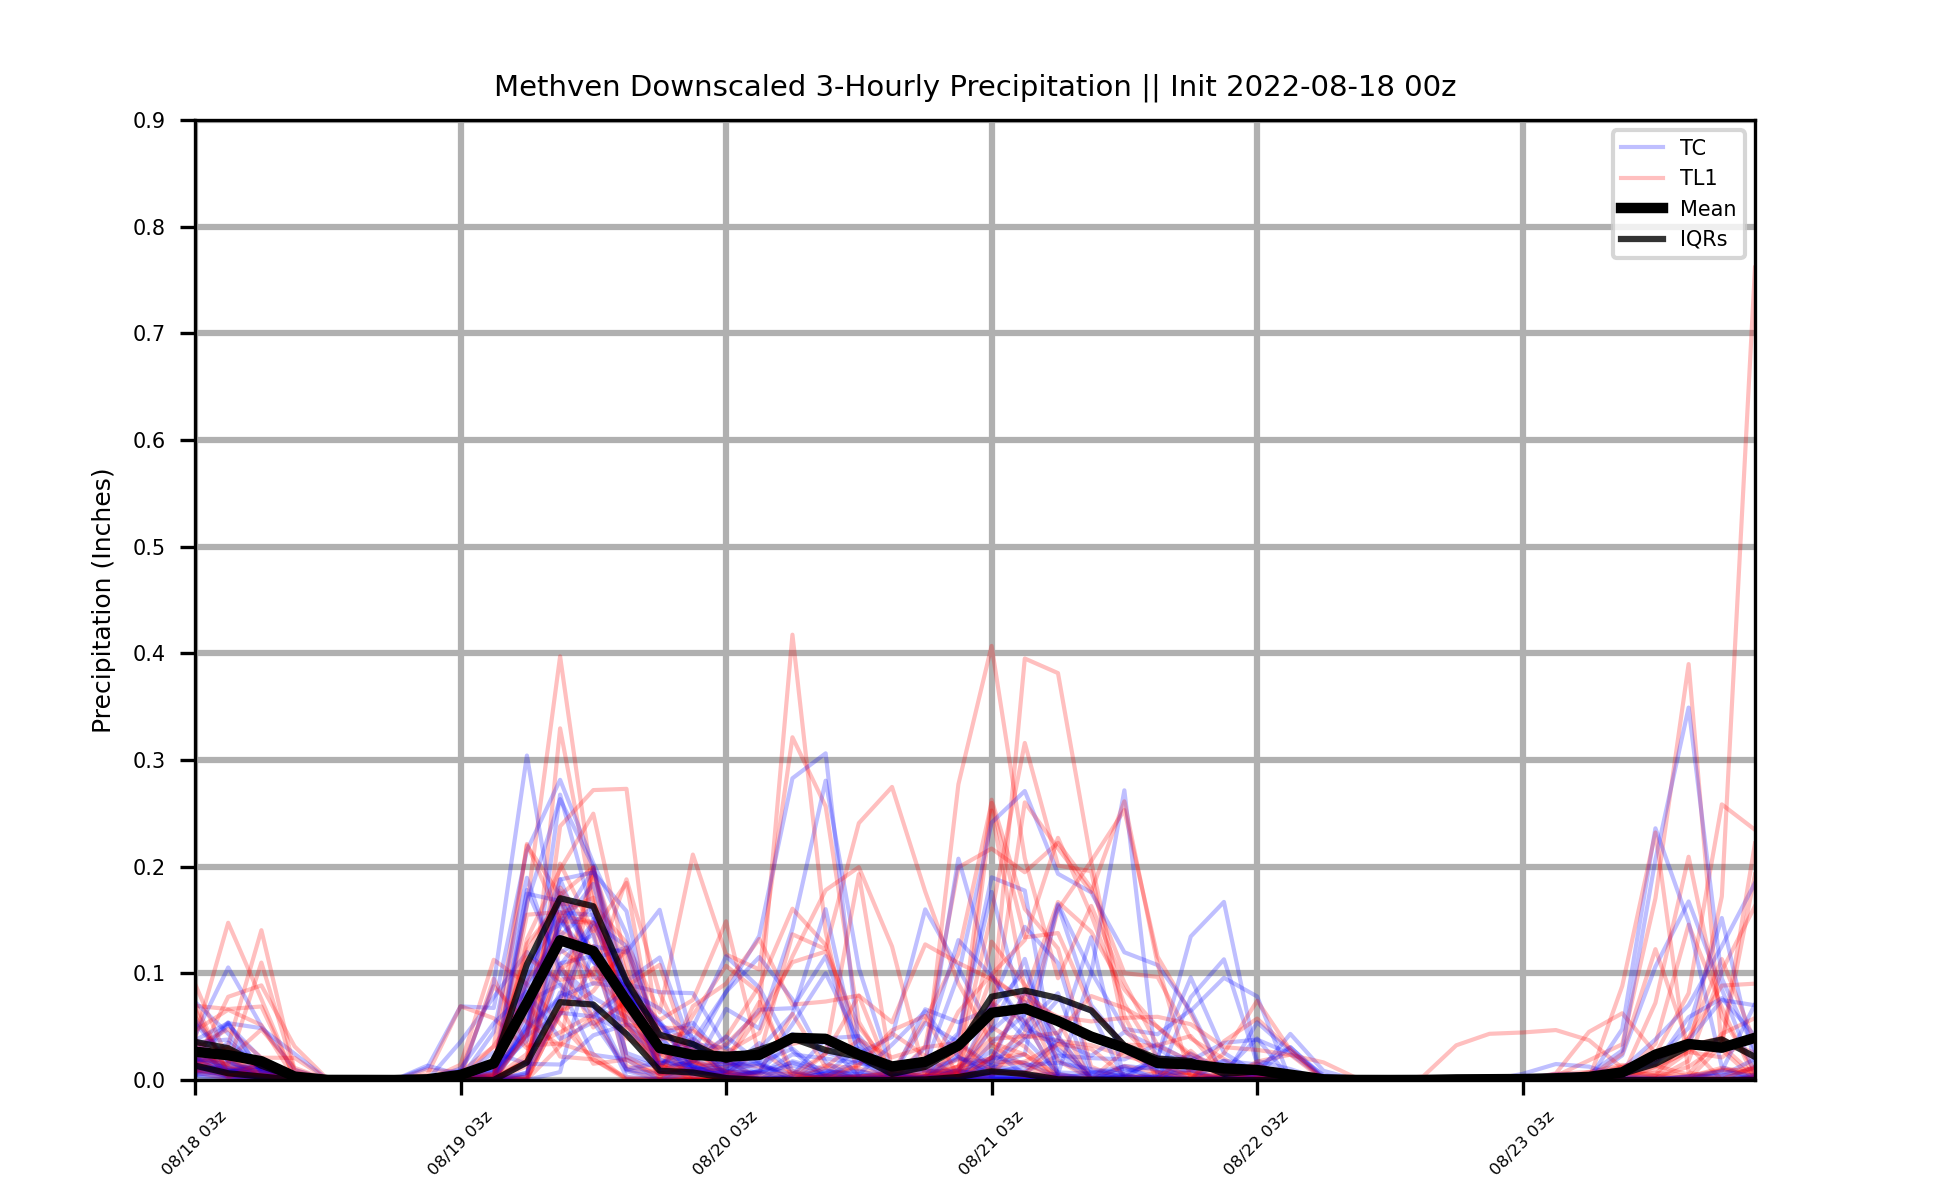 Methven Downscaled 3-Hourly Precipitation || Init 2022-08-18 00z
0.9
0.8
0.7
0.6
0.5
0.4
0.3
0.2
0.1
0.0
Precipitation (Inches)
TC
TL1
Mean
IQRs
08/18 03z
08/19 03z
08/20 03z
08/21 03z
08/22 03z
08/23 03z